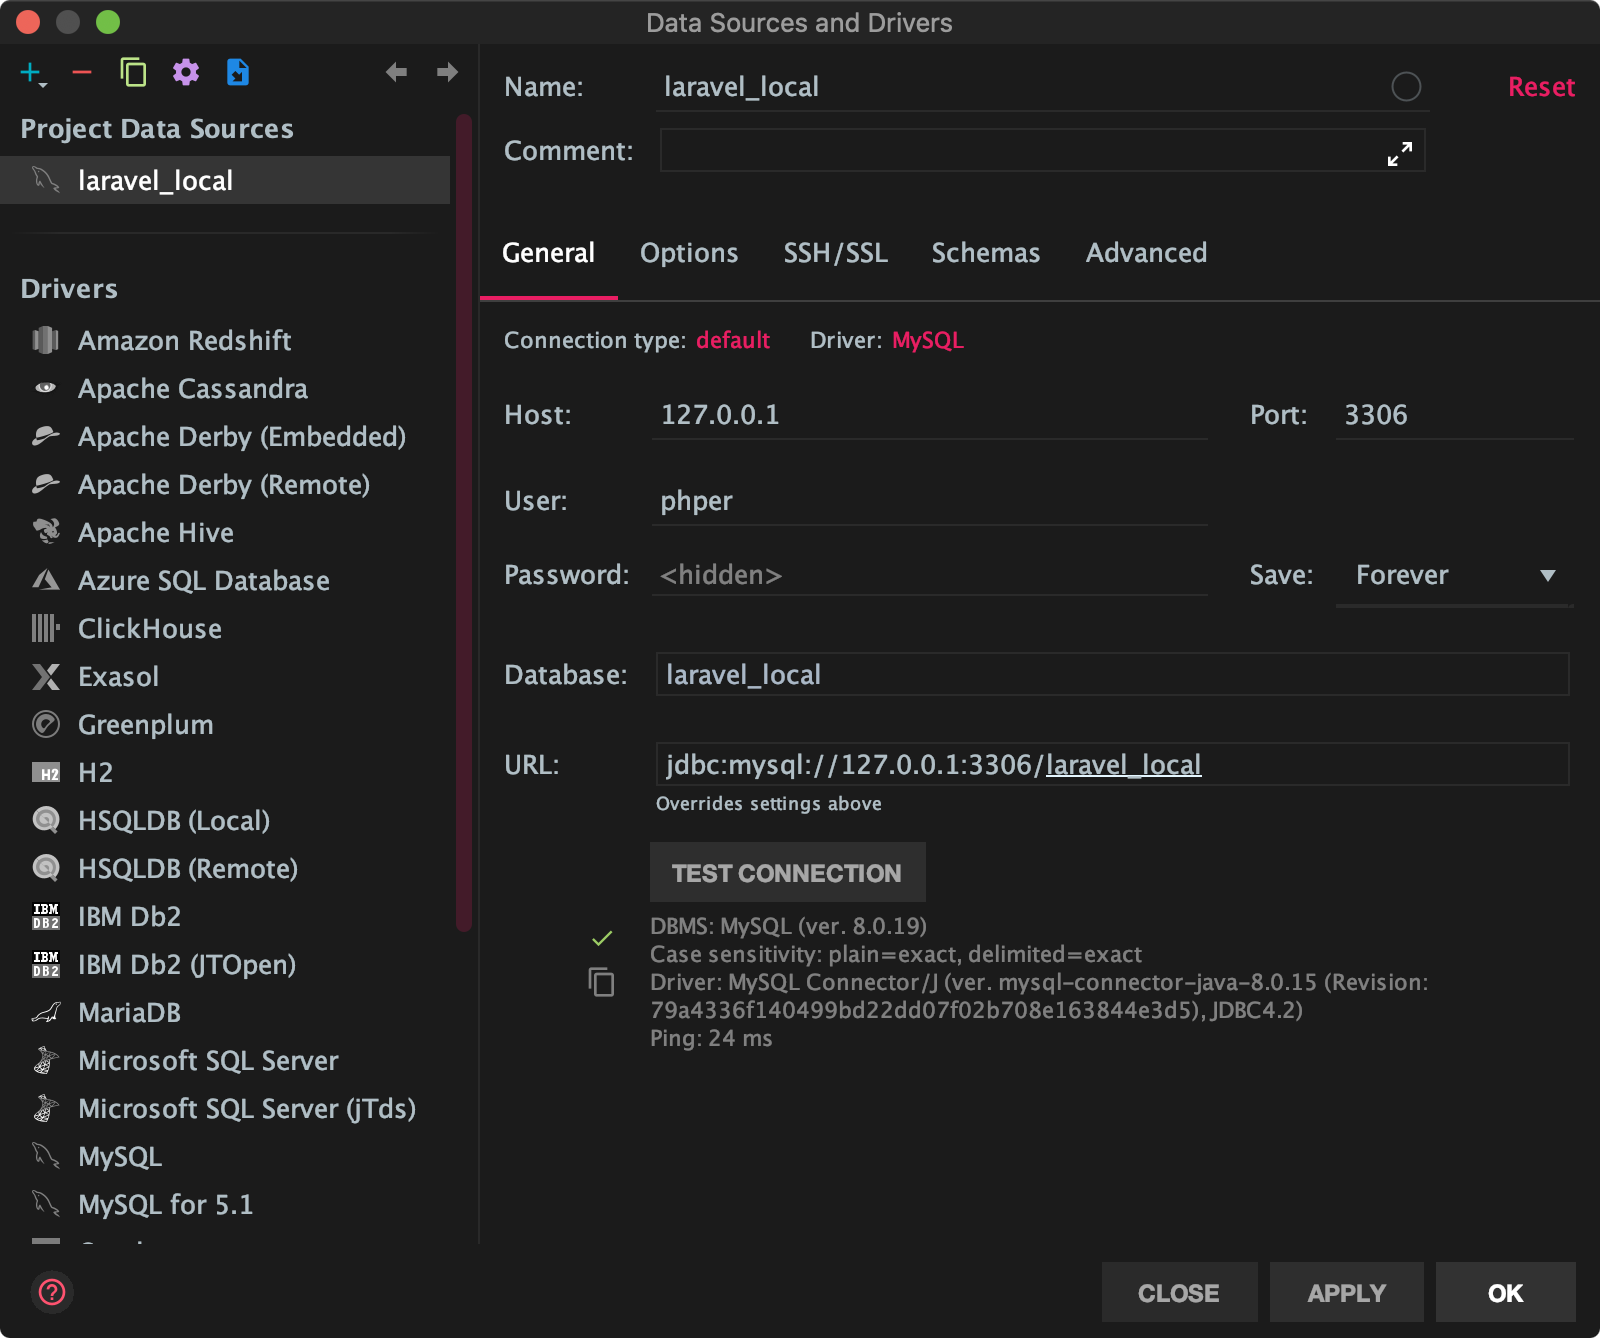 Data Sources and Drivers
Project Data Sources
laravel_local
Drivers
Amazon Redshift
Apache Cassandra
Apache Derby (Embedded)
Apache Derby (Remote)
Apache Hive
Azure SQL Database
ClickHouse
Exasol
Greenplum
H2 H2
HSQLDB (Local)
HSQLDB (Remote)
IBM DB2 IBM Db2
IBM DB2 IBM Db2 (JTOpen)
MariaDB
Microsoft SQL Server
Microsoft SQL Server (jTds)
MySQL
MySQL for 5.1
Name: laravel_local Reset
Comment:
General Options SSH/SSL Schemas Advanced
Connection type: default Driver: MySQL
Host: 127.0.0.1 Port: 3306
User: phper
Password: <hidden> Save: Forever
Database: laravel_local
URL: jdbc:mysql://127.0.0.1:3306/laravel_local
Overrides settings above
TEST CONNECTION
DBMS: MySQL (ver. 8.0.19)
Case sensitivity: plain=exact, delimited=exact
Driver: MySQL Connector/J (ver. mysql-connector-java-8.0.15 (Revision:
79a4336f140499bd22dd07f02b708e163844e3d5), JDBC4.2)
Ping: 24 ms
?
CLOSE APPLY OK